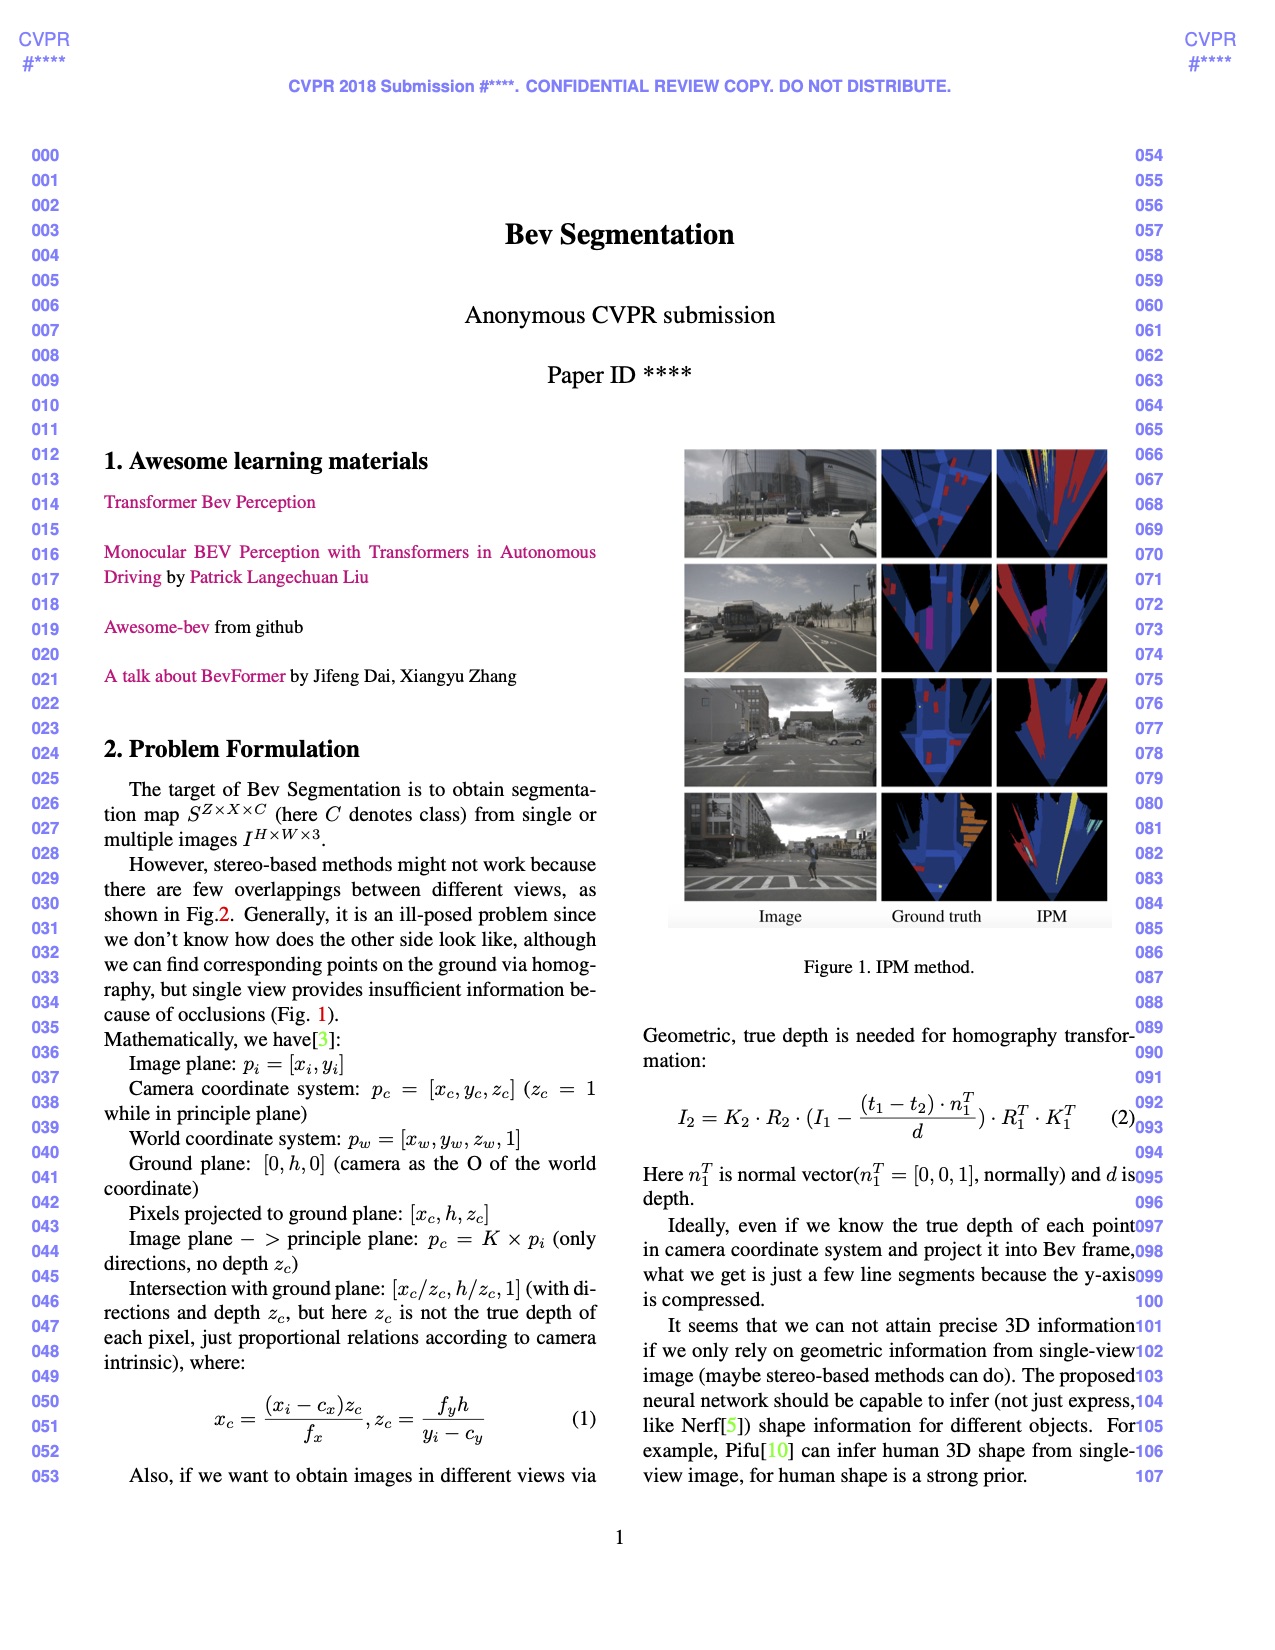 CVPR
#****
CVPR
#****
CVPR 2018 Submission #****. CONFIDENTIAL REVIEW COPY. DO NOT DISTRIBUTE.
Bev Segmentation
Anonymous CVPR submission
Paper ID ****
000
001
002
003
004
005
006
007
008
009
010
011
012
013
014
015
016
017
018
019
020
021
022
023
024
025
026
027
028
029
030
031
032
033
034
035
036
037
038
039
040
041
042
043
044
045
046
047
048
049
050
051
052
053
1. Awesome learning materials
Transformer Bev Perception
Monocular BEV Perception with Transformers in Autonomous
Driving by Patrick Langechuan Liu
Awesome-bev from github
A talk about BevFormer by Jifeng Dai, Xiangyu Zhang
2. Problem Formulation
The target of Bev Segmentation is to obtain segmenta-
tion map S^{Z×X×C} (here C denotes class) from single or
multiple images I^{H×W×3}.
However, stereo-based methods might not work because
there are few overlappings between different views, as
shown in Fig.2. Generally, it is an ill-posed problem since
we don't know how does the other side look like, although
we can find corresponding points on the ground via homog-
raphy, but single view provides insufficient information be-
cause of occlusions (Fig. 1).
Mathematically, we have[3]:
Image plane: p_i = [x_i, y_i]
Camera coordinate system: p_c = [x_c, y_c, z_c] (z_c = 1
while in principle plane)
World coordinate system: p_w = [x_w, y_w, z_w, 1]
Ground plane: [0, h, 0] (camera as the O of the world
coordinate)
Pixels projected to ground plane: [x_c, h, z_c]
Image plane − > principle plane: p_c = K × p_i (only
directions, no depth z_c)
Intersection with ground plane: [x_c/z_c, h/z_c, 1] (with di-
rections and depth z_c, but here z_c is not the true depth of
each pixel, just proportional relations according to camera
intrinsic), where:
x_c = \frac{(x_i − c_x)z_c}{f_x}, z_c = \frac{f_y h}{y_i − c_y} (1)
Also, if we want to obtain images in different views via
Image Ground truth IPM
Figure 1. IPM method.
Geometric, true depth is needed for homography transfor-
mation:
I_2 = K_2 · R_2 · (I_1 − \frac{(t_1 − t_2) · n_1^T}{d}) · R_1^T · K_1^T (2)
Here n_1^T is normal vector(n_1^T = [0, 0, 1], normally) and d is
depth.
Ideally, even if we know the true depth of each point
in camera coordinate system and project it into Bev frame,
what we get is just a few line segments because the y-axis
is compressed.
It seems that we can not attain precise 3D information
if we only rely on geometric information from single-view
image (maybe stereo-based methods can do). The proposed
neural network should be capable to infer (not just express,
like Nerf[5]) shape information for different objects. For
example, Pifu[10] can infer human 3D shape from single-
view image, for human shape is a strong prior.
054
055
056
057
058
059
060
061
062
063
064
065
066
067
068
069
070
071
072
073
074
075
076
077
078
079
080
081
082
083
084
085
086
087
088
089
090
091
092
093
094
095
096
097
098
099
100
101
102
103
104
105
106
107
1